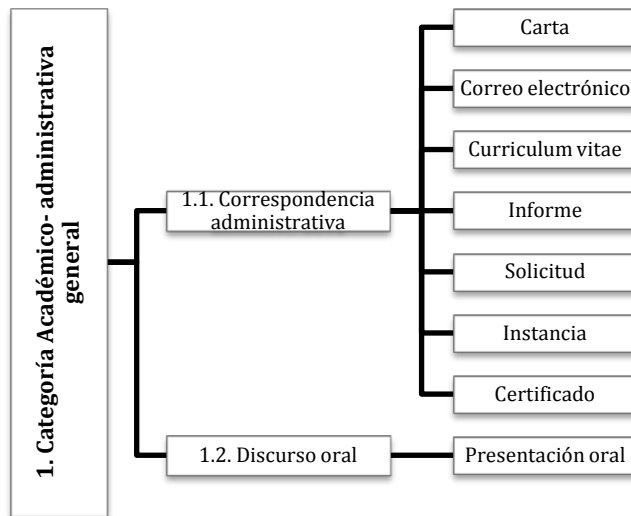 1. Categoría Académico- administrativa
general
1.1. Correspondencia
administrativa
Carta
Correo electrónico
Curriculum vitae
Informe
Solicitud
Instancia
Certificado
1.2. Discurso oral
Presentación oral